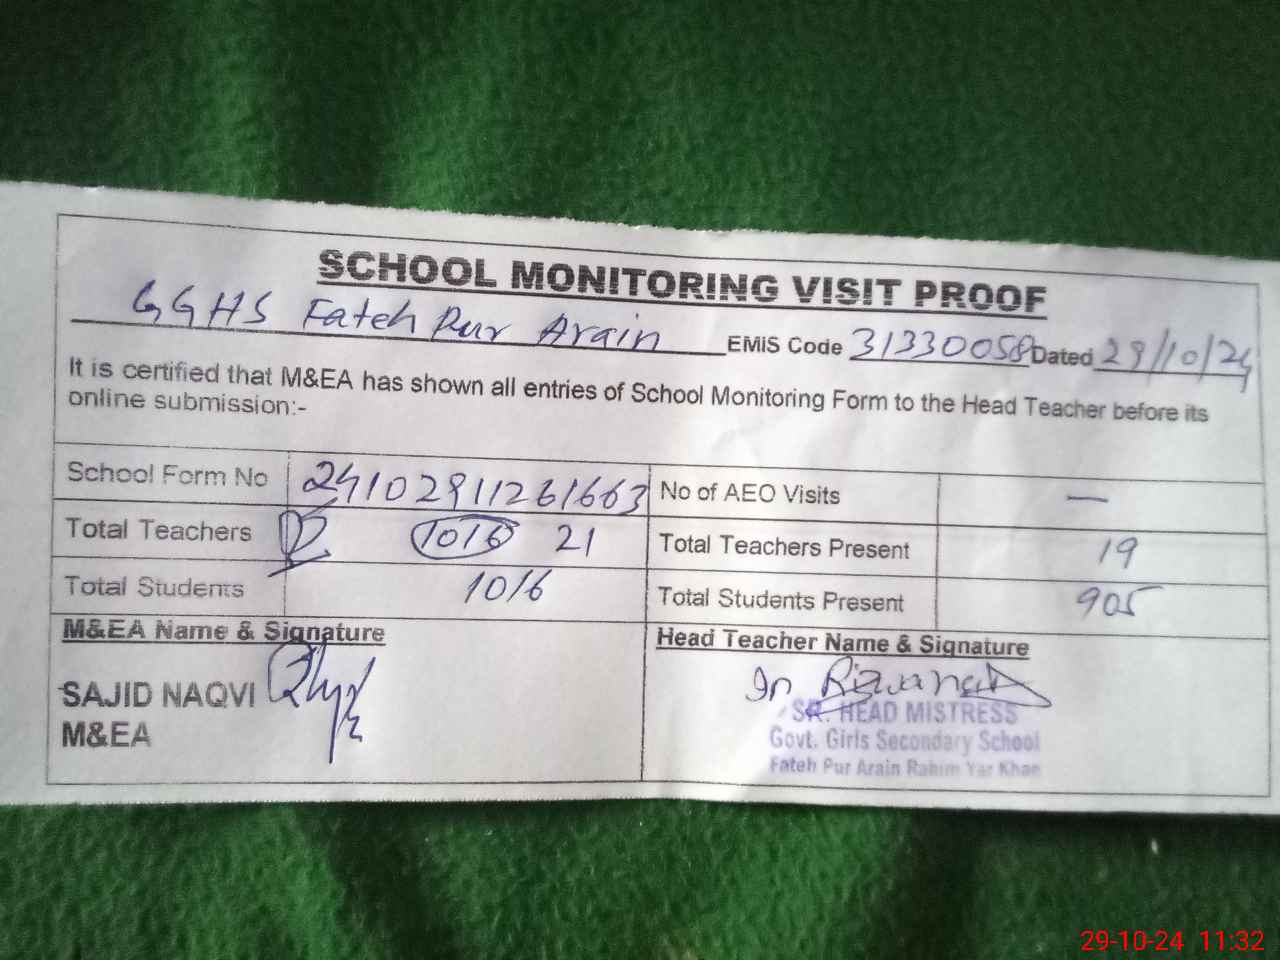 SCHOOL MONITORING VISIT PROOF
GGHS Fateh Pur Arain EMIS Code 31330058 Dated 29/10/24
It is certified that M&EA has shown all entries of School Monitoring Form to the Head Teacher before its
online submission:-
School Form No 24102911261663 No of AEO Visits —
Total Teachers 1016 21 Total Teachers Present 19
Total Students 1016 Total Students Present 905
M&EA Name & Signature Head Teacher Name & Signature
SAJID NAQVI
M&EA
SR. HEAD MISTRESS
Govt. Girls Secondary School
Fateh Pur Arain Rahim Yar Khan
29-10-24 11:32